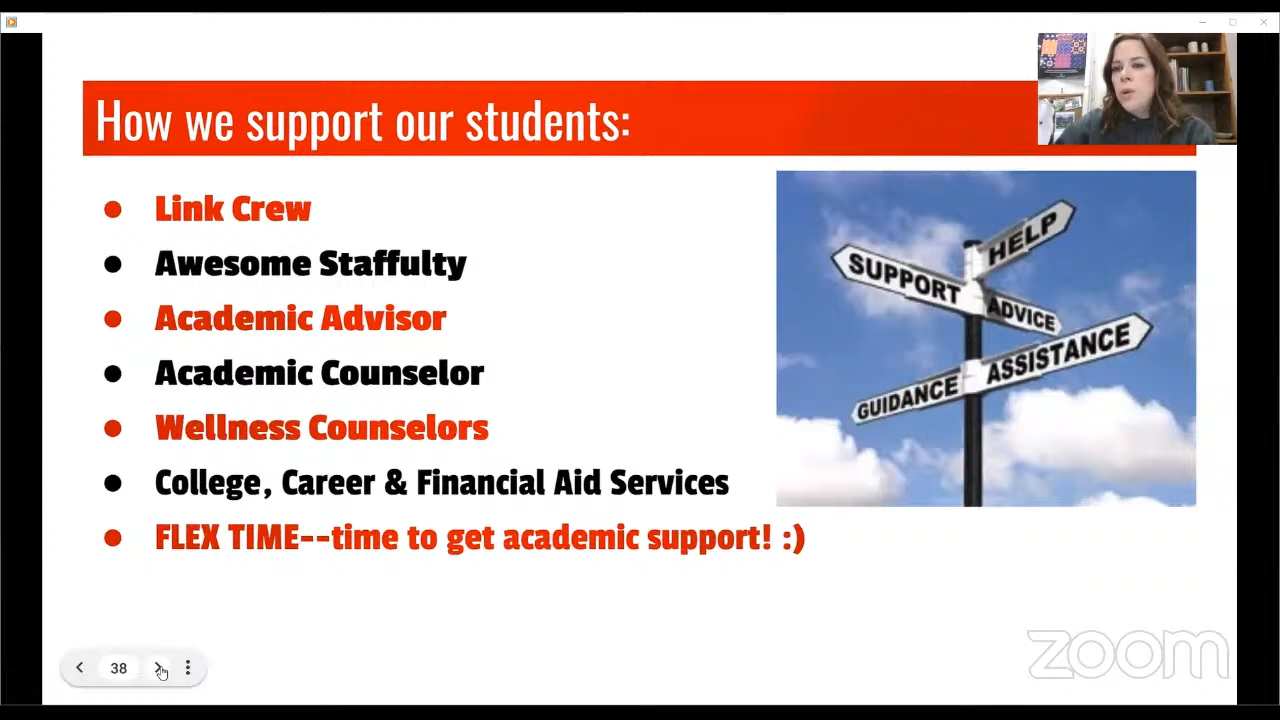 How we support our students:
Link Crew
Awesome Staffulty
Academic Advisor
Academic Counselor
Wellness Counselors
College, Career & Financial Aid Services
FLEX TIME--time to get academic support! :)
HELP
SUPPORT
ADVICE
ASSISTANCE
GUIDANCE
38
zoom